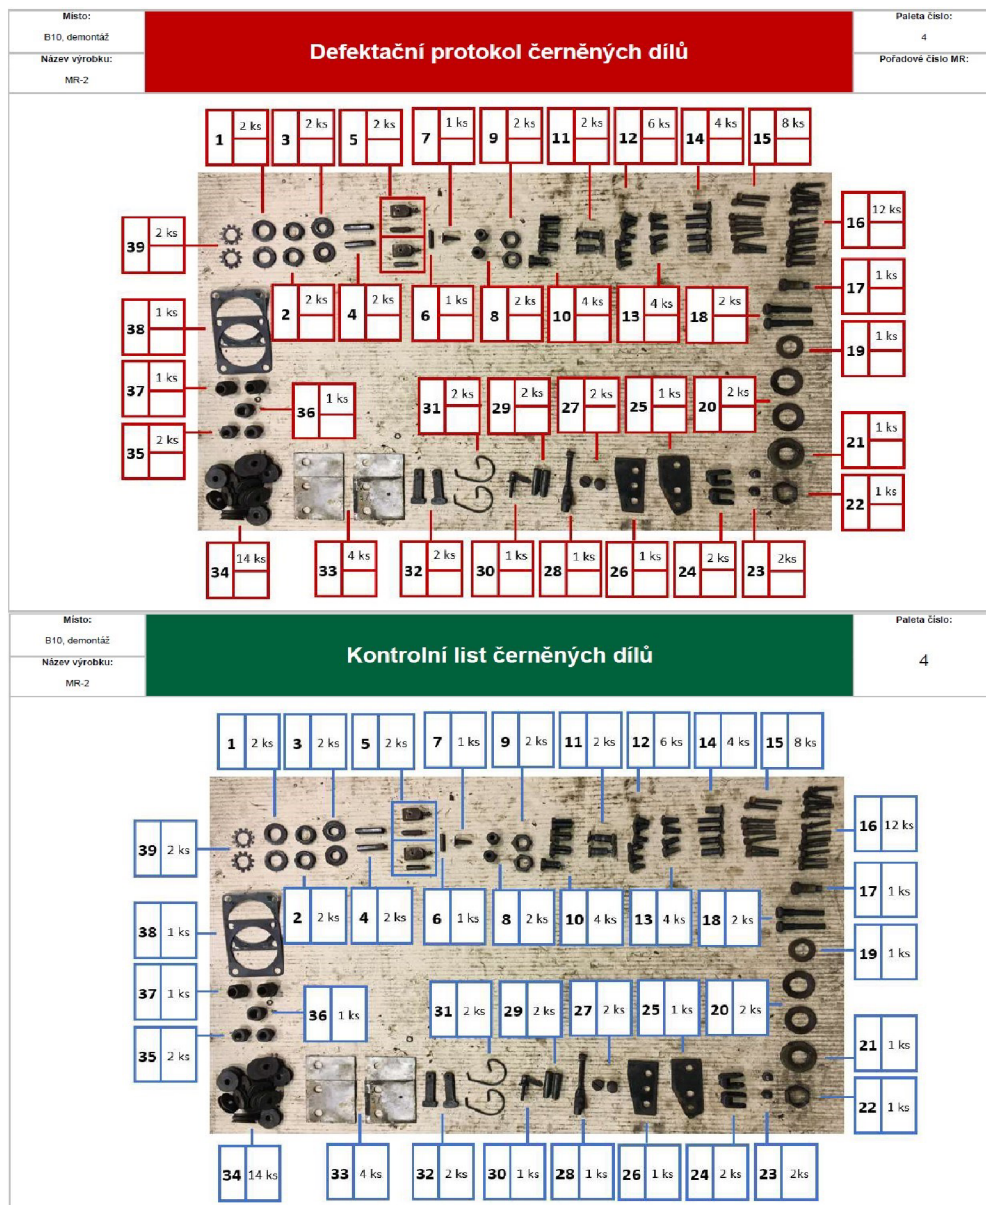 Místo:
B10, demontáž
Název výrobku:
MR-2
Defektační protokol černěných dílů
Paleta číslo:
4
Pořadové číslo MR:
1 2 ks
3 2 ks
5 2 ks
7 1 ks
9 2 ks
11 2 ks
12 6 ks
14 4 ks
15 8 ks
16 12 ks
39 2 ks
17 1 ks
2 2 ks
4 2 ks
6 1 ks
8 2 ks
10 4 ks
13 4 ks
18 2 ks
38 1 ks
19 1 ks
37 1 ks
36 1 ks
31 2 ks
29 2 ks
27 2 ks
25 1 ks
20 2 ks
35 2 ks
21 1 ks
22 1 ks
34 14 ks
33 4 ks
32 2 ks
30 1 ks
28 1 ks
26 1 ks
24 2 ks
23 2ks
Místo:
B10, demontáž
Název výrobku:
MR-2
Kontrolní list černěných dílů
Paleta číslo:
4
1 2 ks
3 2 ks
5 2 ks
7 1 ks
9 2 ks
11 2 ks
12 6 ks
14 4 ks
15 8 ks
16 12 ks
39 2 ks
17 1 ks
2 2 ks
4 2 ks
6 1 ks
8 2 ks
10 4 ks
13 4 ks
18 2 ks
38 1 ks
19 1 ks
37 1 ks
36 1 ks
31 2 ks
29 2 ks
27 2 ks
25 1 ks
20 2 ks
35 2 ks
21 1 ks
22 1 ks
34 14 ks
33 4 ks
32 2 ks
30 1 ks
28 1 ks
26 1 ks
24 2 ks
23 2ks